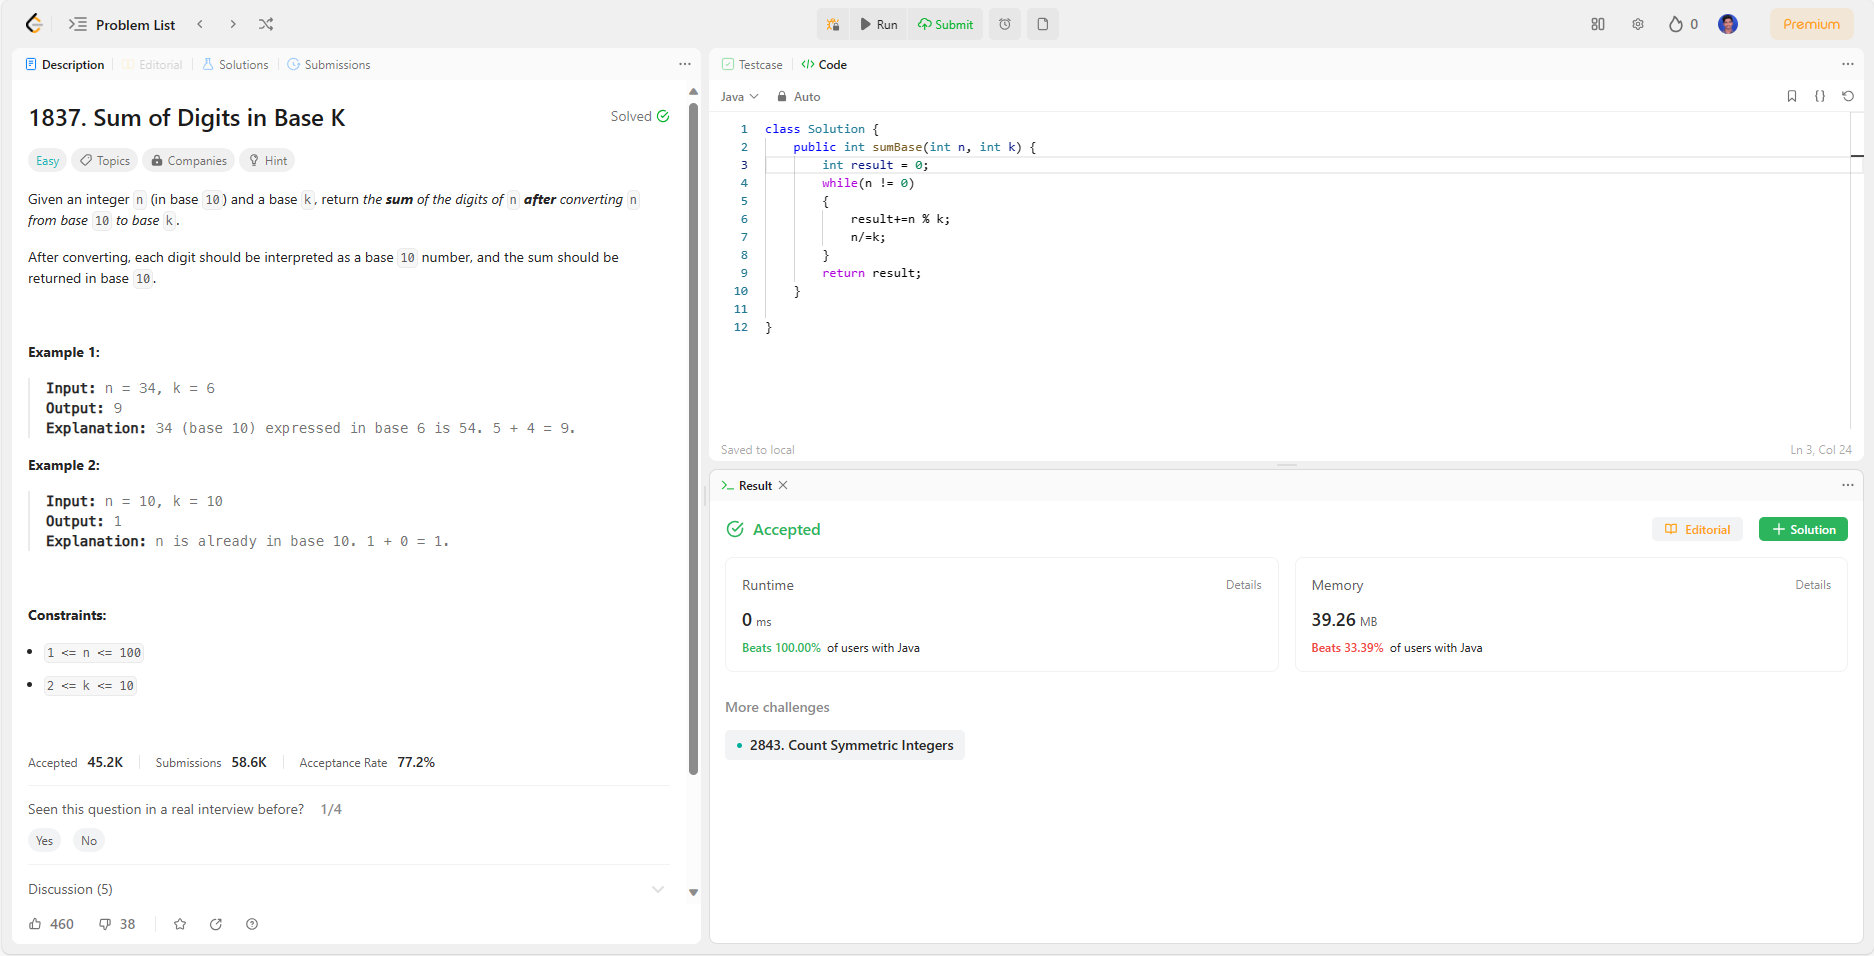 Problem List
Run
Submit
0
Premium
Description
Editorial
Solutions
Submissions
1837. Sum of Digits in Base K
Solved
Easy
Topics
Companies
Hint
Given an integer n (in base 10) and a base k, return the sum of the digits of n after converting n
from base 10 to base k.
After converting, each digit should be interpreted as a base 10 number, and the sum should be
returned in base 10.
Example 1:
Input: n = 34, k = 6
Output: 9
Explanation: 34 (base 10) expressed in base 6 is 54. 5 + 4 = 9.
Example 2:
Input: n = 10, k = 10
Output: 1
Explanation: n is already in base 10. 1 + 0 = 1.
Constraints:
• 1 <= n <= 100
• 2 <= k <= 10
Accepted 45.2K
Submissions 58.6K
Acceptance Rate 77.2%
Seen this question in a real interview before? 1/4
Yes
No
Discussion (5)
460
38
Testcase
Code
Java
Auto
1 class Solution {
2 public int sumBase(int n, int k) {
3 int result = 0;
4 while(n != 0)
5 {
6 result+=n % k;
7 n/=k;
8 }
9 return result;
10 }
11
12 }
Saved to local
Ln 3, Col 24
Result
Accepted
Editorial
Solution
Runtime
Details
0 ms
Beats 100.00% of users with Java
Memory
Details
39.26 MB
Beats 33.39% of users with Java
More challenges
• 2843. Count Symmetric Integers